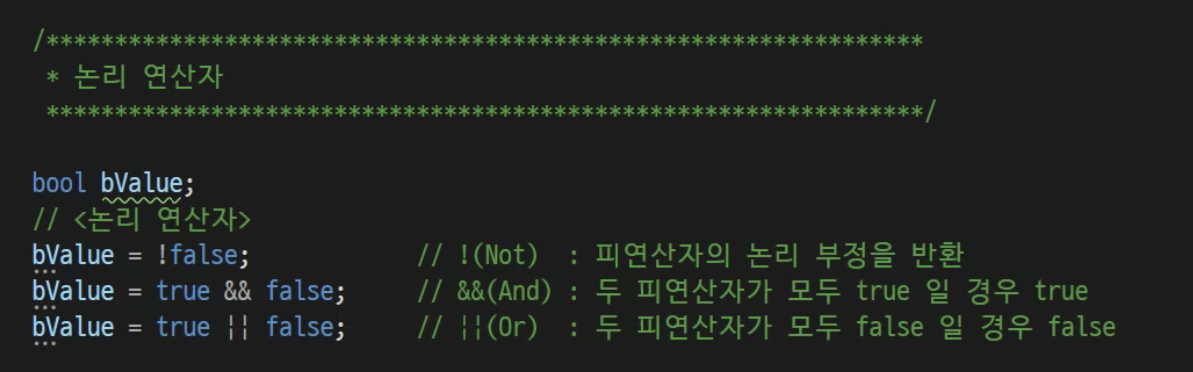 /****************************************************************
* 논리 연산자
****************************************************************/
bool bValue;
// <논리 연산자>
bValue = !false; // !(Not) : 피연산자의 논리 부정을 반환
bValue = true && false; // &&(And) : 두 피연산자가 모두 true 일 경우 true
bValue = true || false; // ||(Or) : 두 피연산자가 모두 false 일 경우 false